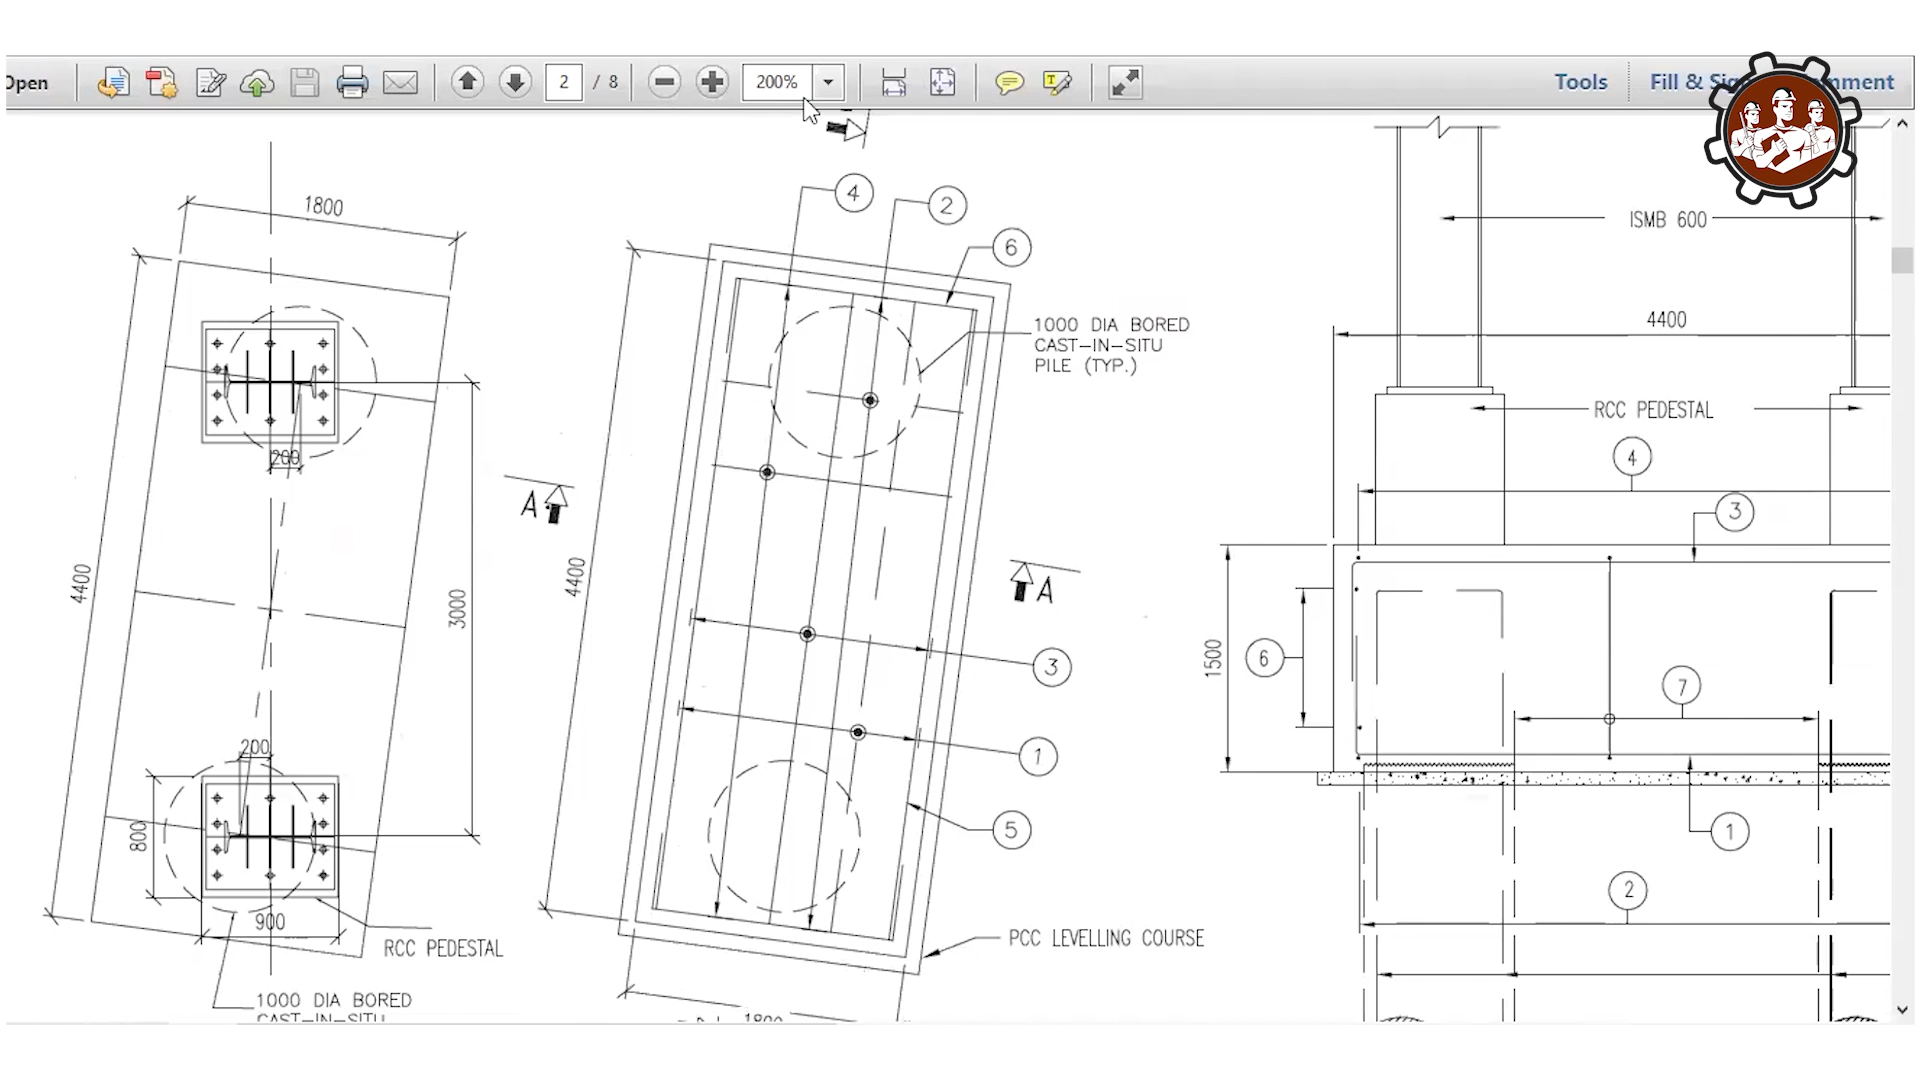 Open
2 / 8
200%
Tools
Fill & Sig
mment
1800
4400
200
3000
200
800
900
RCC PEDESTAL
1000 DIA BORED
CAST-IN-SITU
4
2
6
1000 DIA BORED
CAST-IN-SITU
PILE (TYP.)
A
A
4400
3
1
5
PCC LEVELLING COURSE
1800
ISMB 600
4400
RCC PEDESTAL
4
3
1500
6
7
1
2